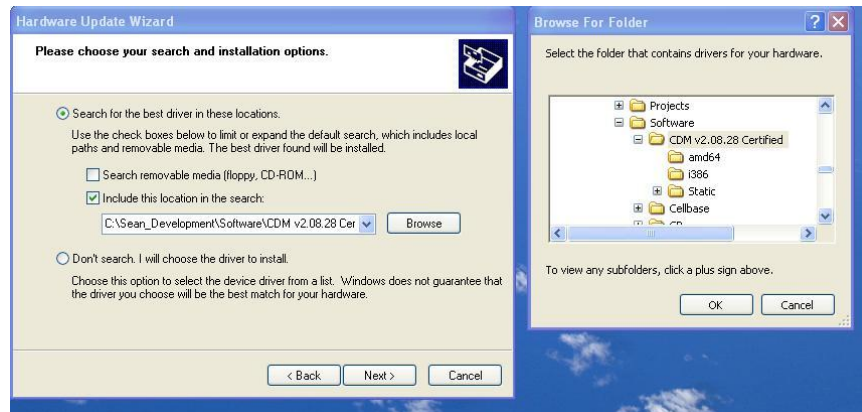 Hardware Update Wizard
Please choose your search and installation options.
Search for the best driver in these locations.
Use the check boxes below to limit or expand the default search, which includes local
paths and removable media. The best driver found will be installed.
Search removable media (floppy, CD-ROM...)
Include this location in the search:
C:\Sean_Development\Software\CDM v2.08.28 Cer
Browse
Don't search. I will choose the driver to install.
Choose this option to select the device driver from a list. Windows does not guarantee that
the driver you choose will be the best match for your hardware.
< Back
Next >
Cancel
Browse For Folder
Select the folder that contains drivers for your hardware.
Projects
Software
CDM v2.08.28 Certified
amd64
i386
Static
Cellbase
To view any subfolders, click a plus sign above.
OK
Cancel